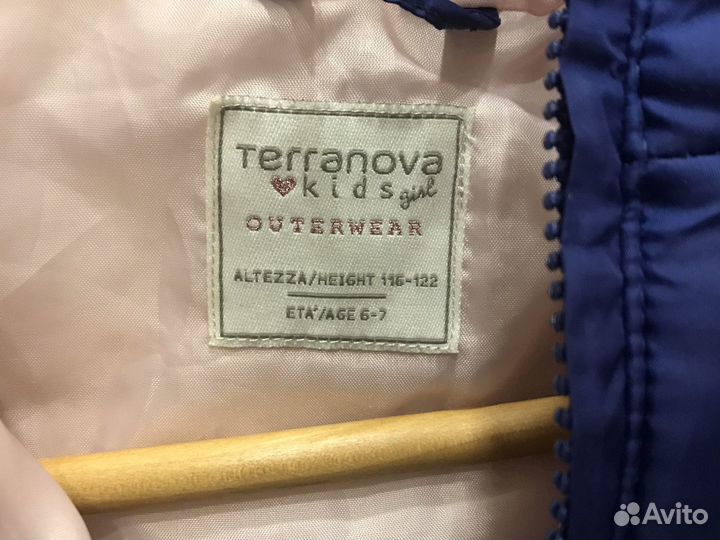 Terranova
kids girl
OUTERWEAR
ALTEZZA/HEIGHT 116-122
ETA'/AGE 6-7
Avito